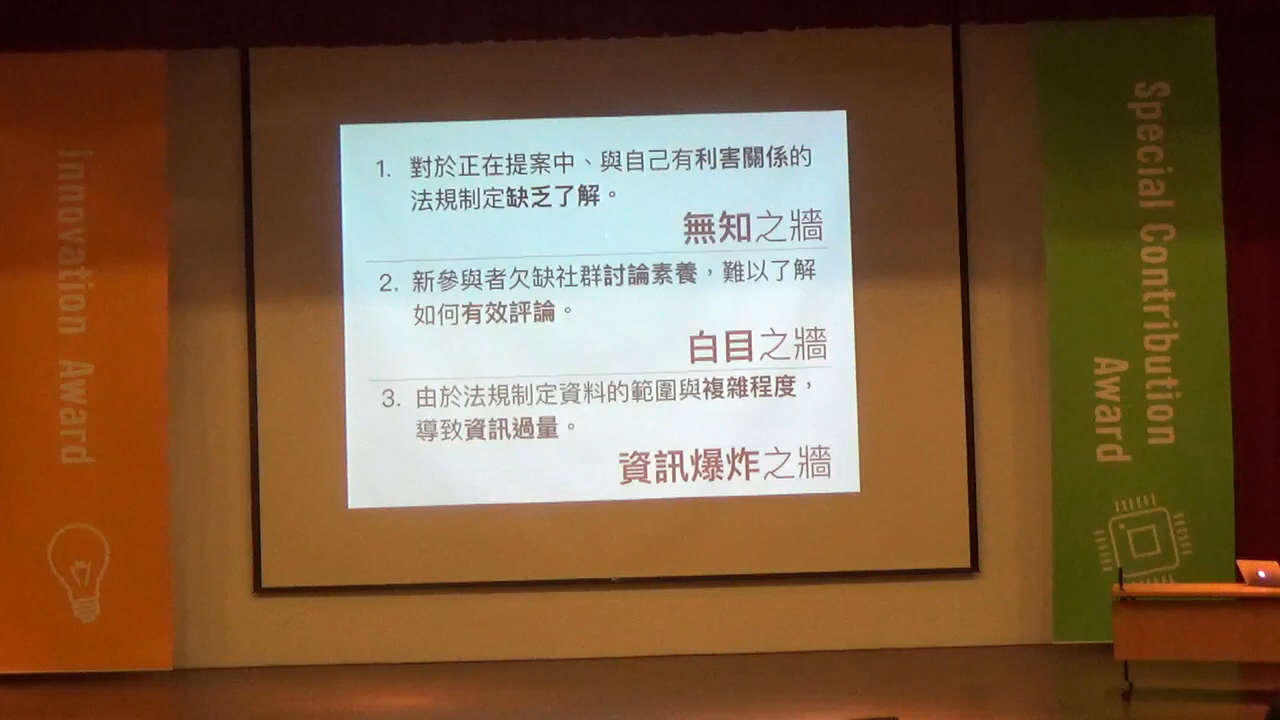 Innovation Award
1. 對於正在提案中、與自己有利害關係的
法規制定缺乏了解。
無知之牆
2. 新參與者欠缺社群討論素養，難以了解
如何有效評論。
白目之牆
3. 由於法規制定資料的範圍與複雜程度，
導致資訊過量。
資訊爆炸之牆
Special Contribution
Award